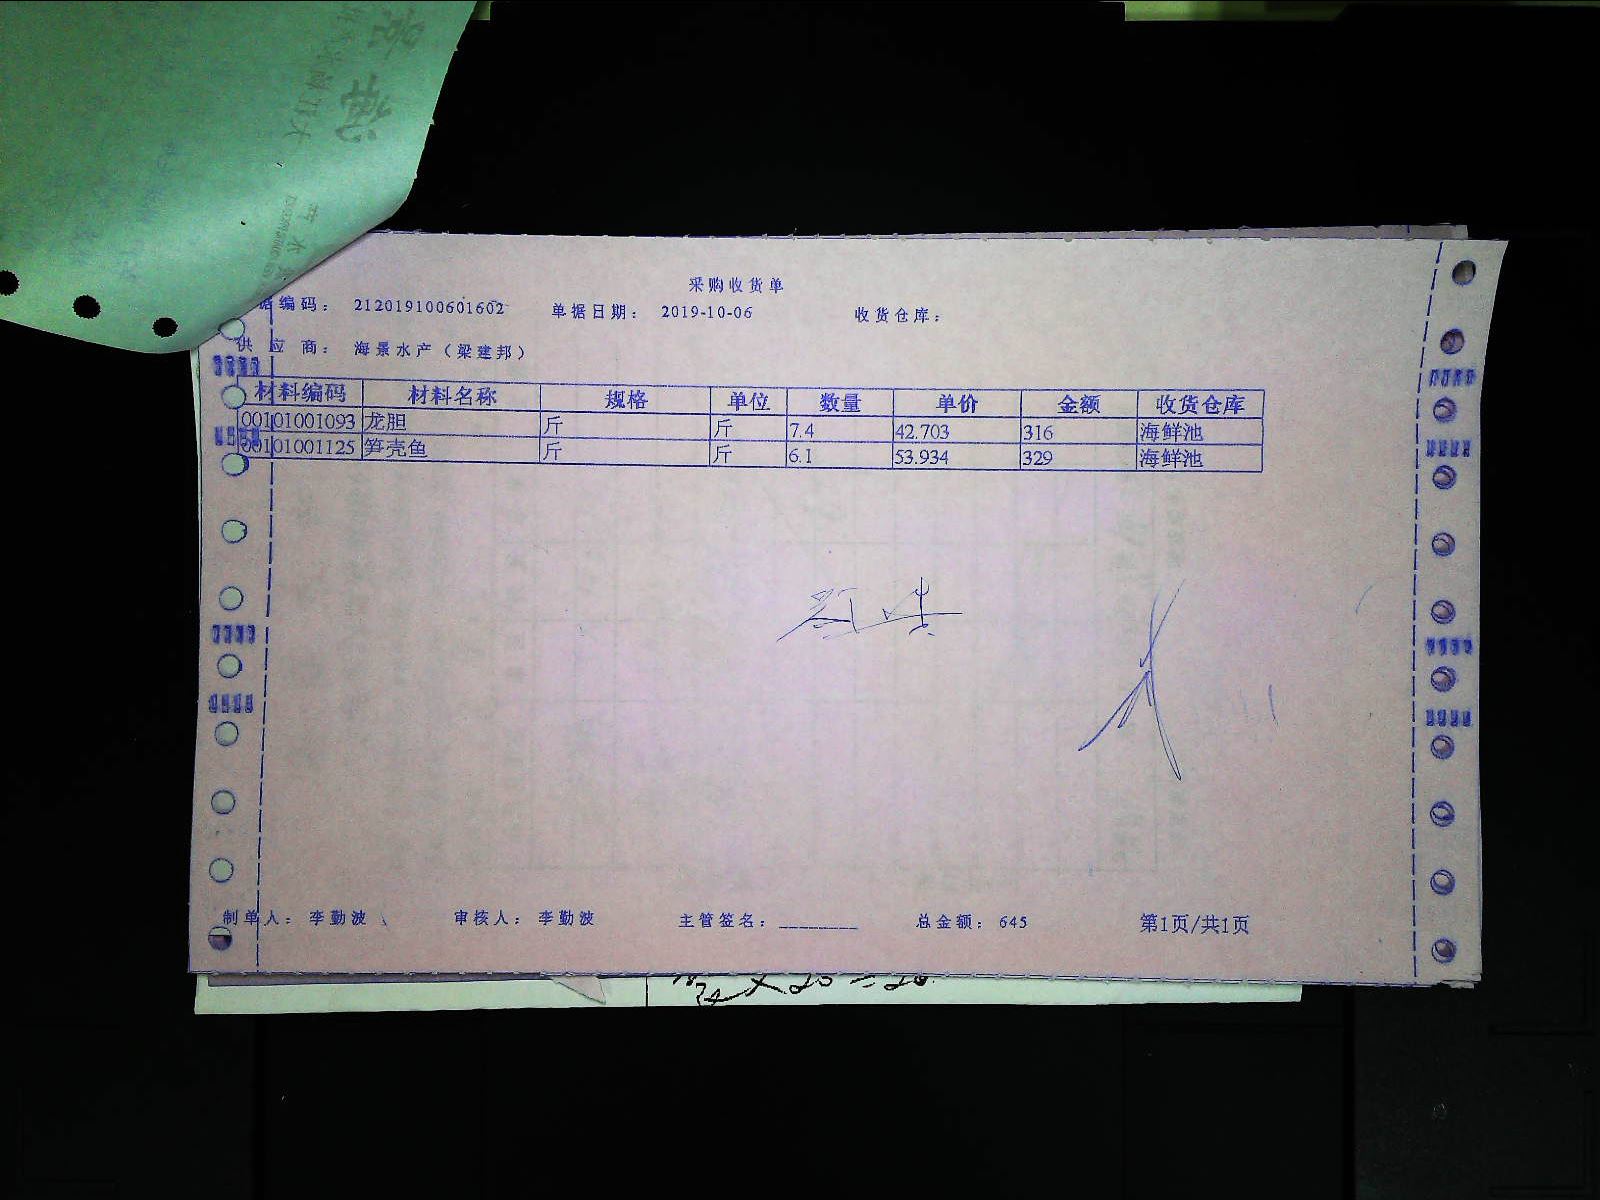 采购收货单
据编码： 212019100601602 单据日期： 2019-10-06 收货仓库：
供应商： 海景水产（梁建邦）
材料编码 材料名称 规格 单位 数量 单价 金额 收货仓库
00101001093 龙胆 斤 斤 7.4 42.703 316 海鲜池
00101001125 笋壳鱼 斤 斤 6.1 53.934 329 海鲜池
制单人： 李勤波 审核人： 李勤波 主管签名：________ 总金额： 645 第1页/共1页